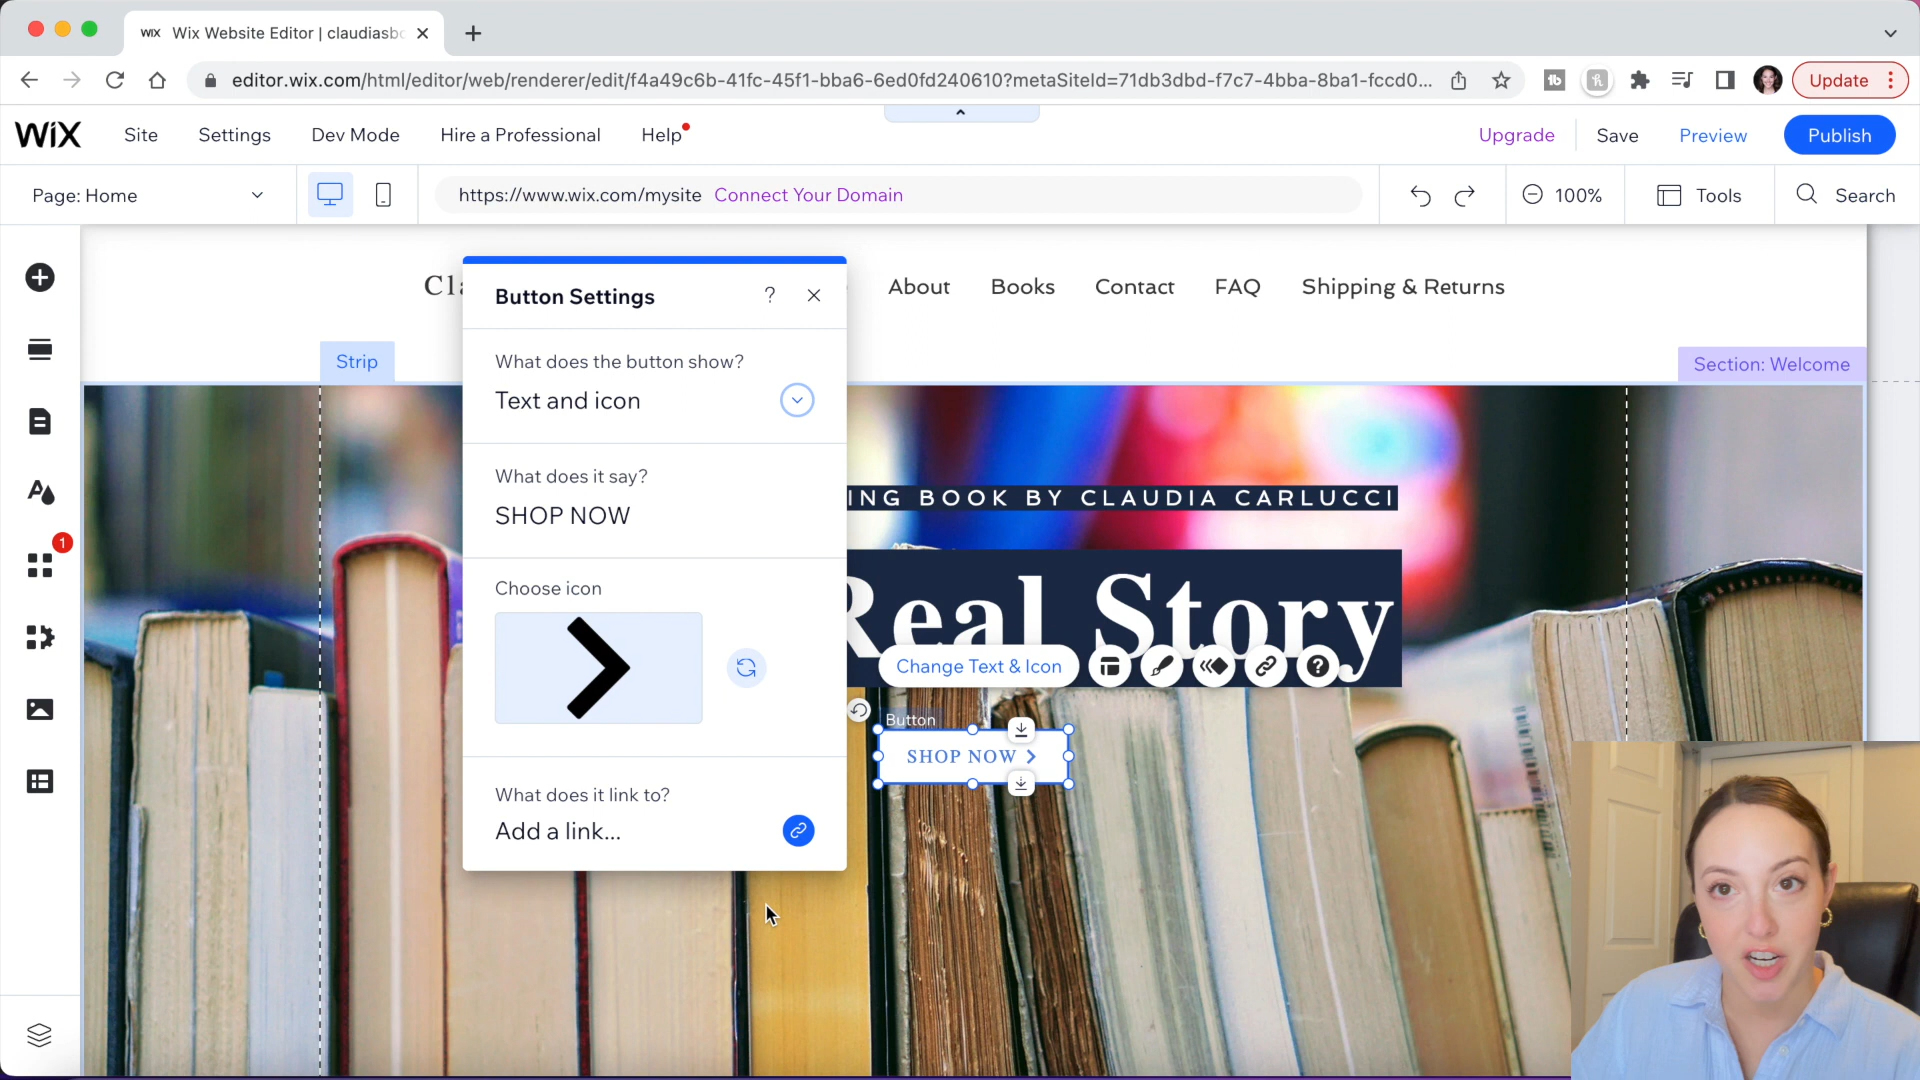 WiX Wix Website Editor | claudiasbo
editor.wix.com/html/editor/web/renderer/edit/f4a49c6b-41fc-45f1-bba6-6ed0fd240610?metaSiteId=71db3dbd-f7c7-4bba-8ba1-fccd0... Update
WiX Site Settings Dev Mode Hire a Professional Help Upgrade Save Preview Publish
Page: Home https://www.wix.com/mysite Connect Your Domain 100% Tools Search
Cla About Books Contact FAQ Shipping & Returns
Button Settings ?
Strip
Section: Welcome
What does the button show?
Text and icon
What does it say?
SHOP NOW
Choose icon
What does it link to?
Add a link...
1
ING BOOK BY CLAUDIA CARLUCCI
Real Story
Change Text & Icon ?
Button
SHOP NOW >